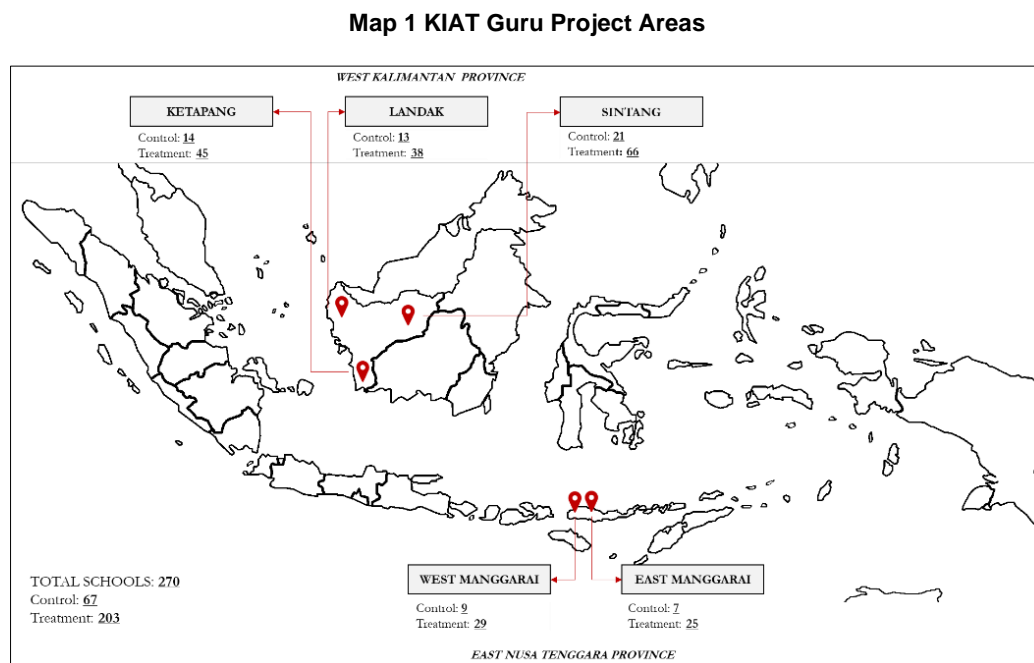 Map 1 KIAT Guru Project Areas
WEST KALIMANTAN PROVINCE
KETAPANG
Control: 14
Treatment: 45
LANDAK
Control: 13
Treatment: 38
SINTANG
Control: 21
Treatment: 66
TOTAL SCHOOLS: 270
Control: 67
Treatment: 203
WEST MANGGARAI
Control: 9
Treatment: 29
EAST MANGGARAI
Control: 7
Treatment: 25
EAST NUSA TENGGARA PROVINCE